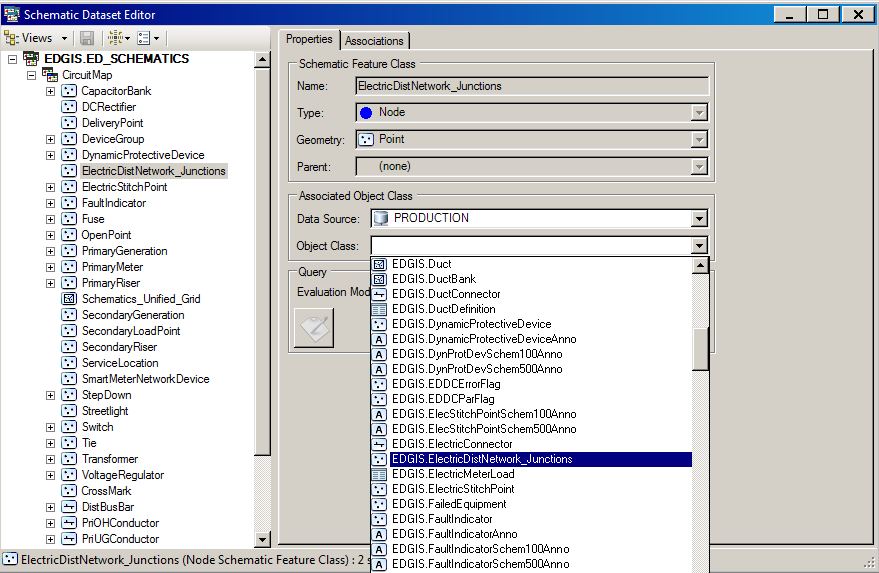 Schematic Dataset Editor
Views
EDGIS.ED_SCHEMATICS
CircuitMap
CapacitorBank
DCRectifier
DeliveryPoint
DeviceGroup
DynamicProtectiveDevice
ElectricDistNetwork_Junctions
ElectricStitchPoint
FaultIndicator
Fuse
OpenPoint
PrimaryGeneration
PrimaryMeter
PrimaryRiser
Schematics_Unified_Grid
SecondaryGeneration
SecondaryLoadPoint
SecondaryRiser
ServiceLocation
SmartMeterNetworkDevice
StepDown
Streetlight
Switch
Tie
Transformer
VoltageRegulator
CrossMark
DistBusBar
PriOHConductor
PriUGConductor
Properties Associations
Schematic Feature Class
Name: ElectricDistNetwork_Junctions
Type: Node
Geometry: Point
Parent: (none)
Associated Object Class
Data Source: PRODUCTION
Object Class:
Query
Evaluation Mod
EDGIS.Duct
EDGIS.DuctBank
EDGIS.DuctConnector
EDGIS.DuctDefinition
EDGIS.DynamicProtectiveDevice
A EDGIS.DynamicProtectiveDeviceAnno
A EDGIS.DynProtDevSchem100Anno
A EDGIS.DynProtDevSchem500Anno
EDGIS.EDDCErrorFlag
EDGIS.EDDCParFlag
A EDGIS.ElecStitchPointSchem100Anno
A EDGIS.ElecStitchPointSchem500Anno
EDGIS.ElectricConnector
EDGIS.ElectricDistNetwork_Junctions
EDGIS.ElectricMeterLoad
EDGIS.ElectricStitchPoint
EDGIS.FailedEquipment
EDGIS.FaultIndicator
A EDGIS.FaultIndicatorAnno
A EDGIS.FaultIndicatorSchem100Anno
A EDGIS.FaultIndicatorSchem500Anno
ElectricDistNetwork_Junctions (Node Schematic Feature Class) : 2 s